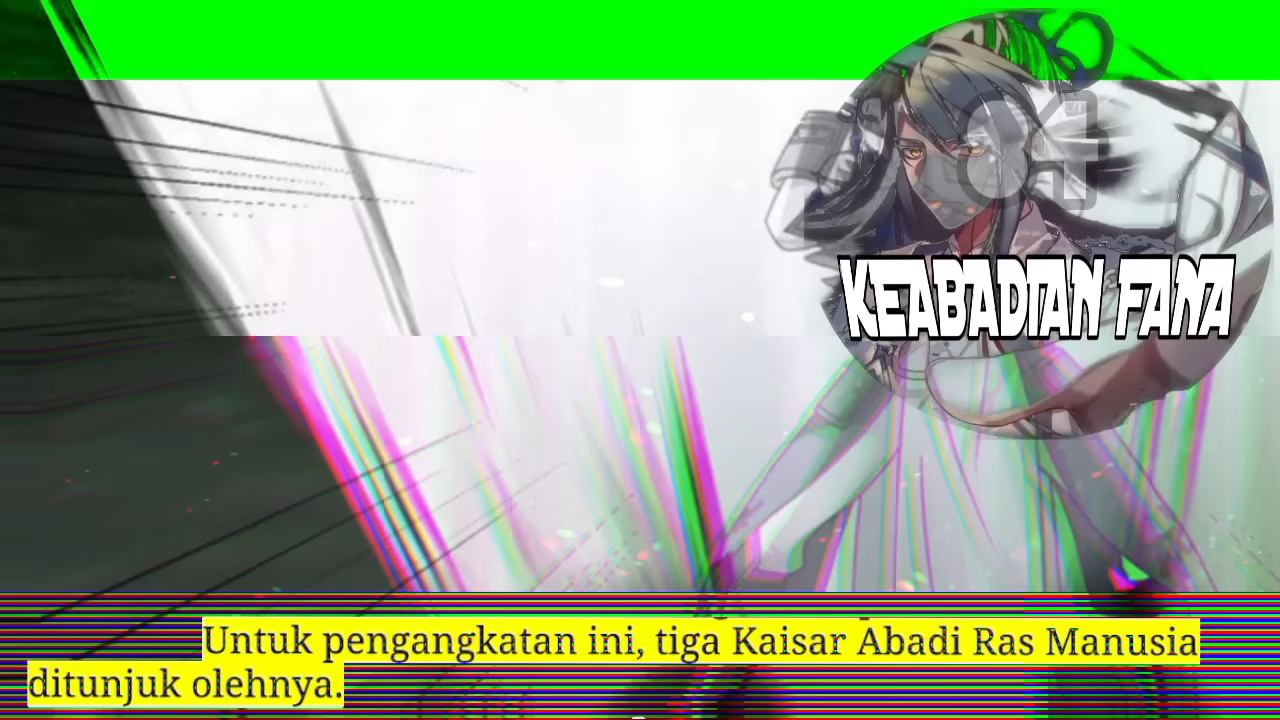 KEABADIAN FANA
Untuk pengangkatan ini, tiga Kaisar Abadi Ras Manusia
ditunjuk olehnya.